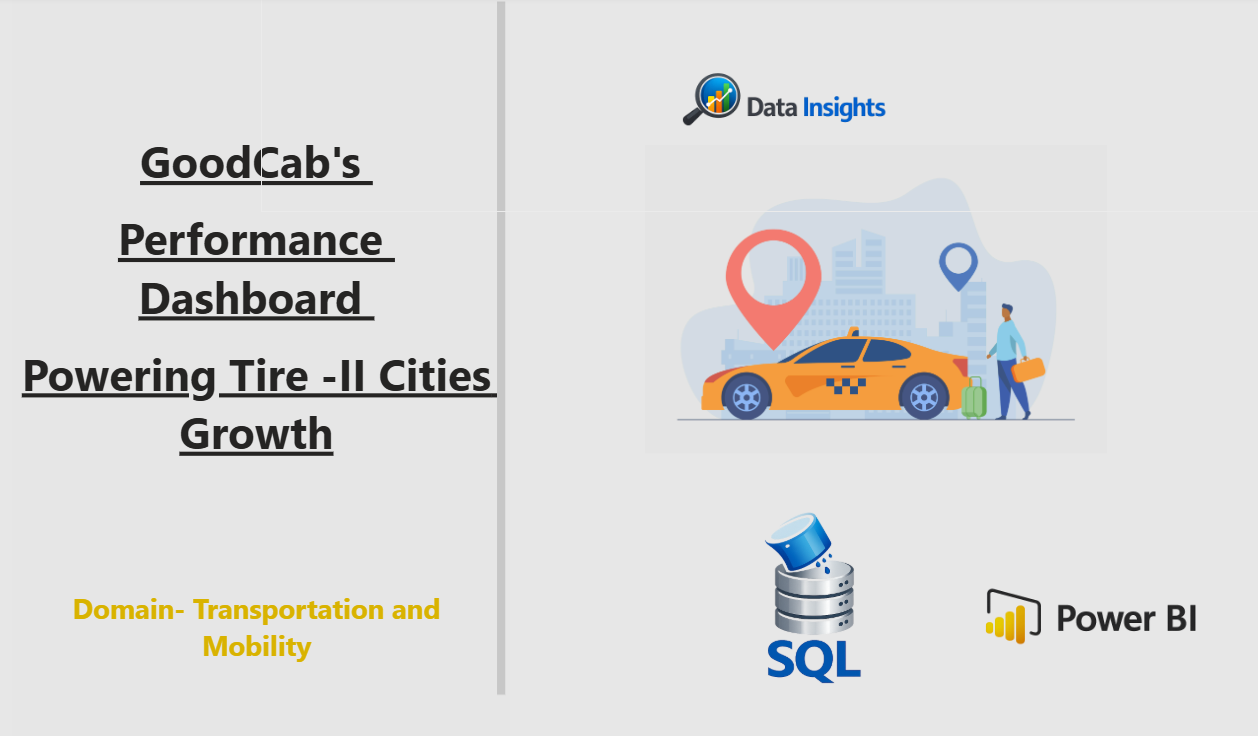 GoodCab's
Performance
Dashboard
Powering Tire -II Cities
Growth
Domain- Transportation and
Mobility
Data Insights
SQL
Power BI